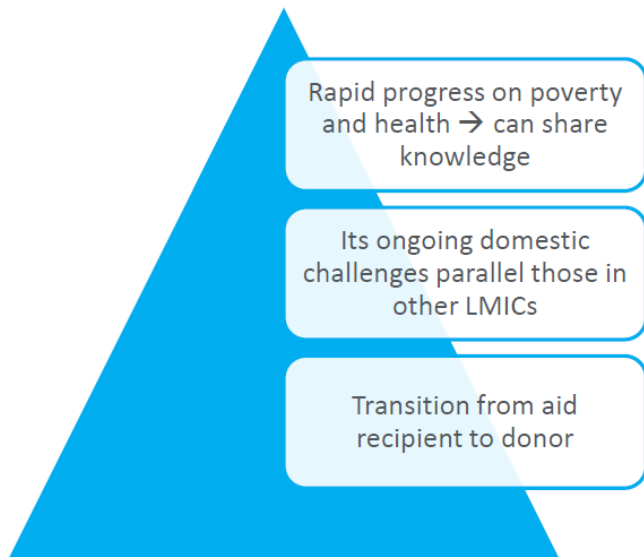 Rapid progress on poverty
and health → can share
knowledge
Its ongoing domestic
challenges parallel those in
other LMICs
Transition from aid
recipient to donor